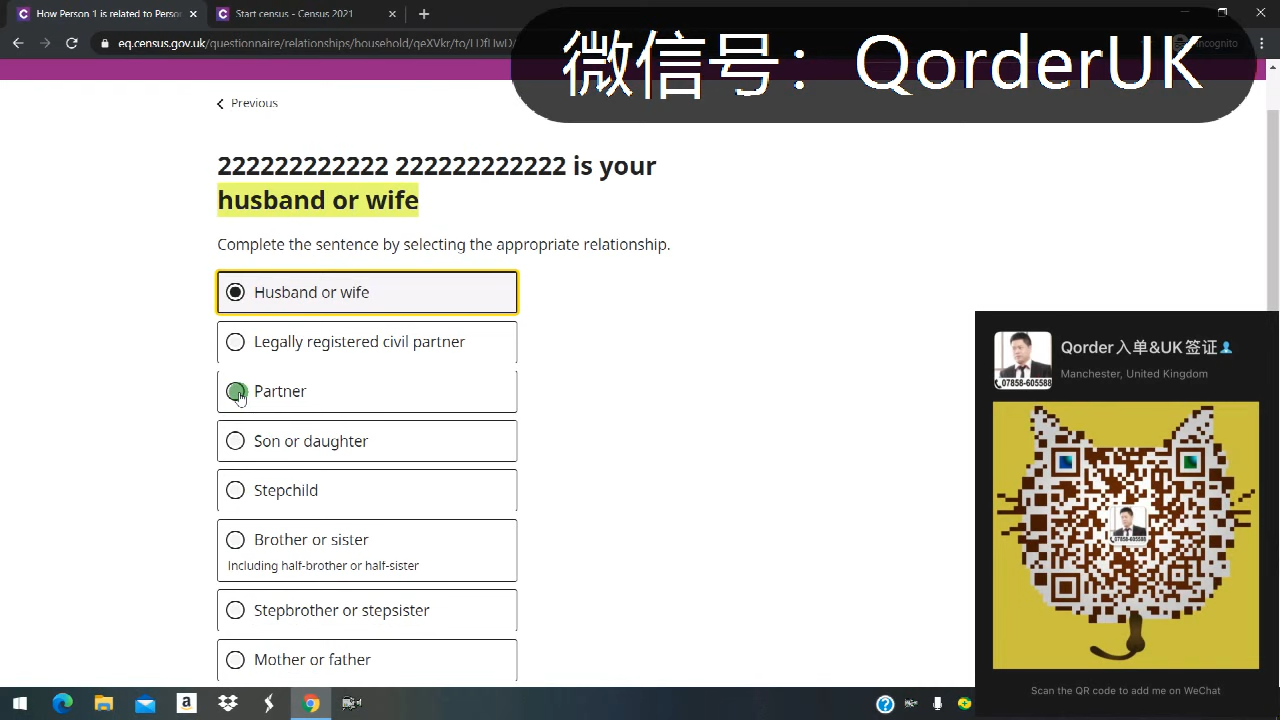 How Person 1 is related to Person
Start census - Census 2021
eq.census.gov.uk/questionnaire/relationships/household/qeXVkr/to/
Incognito
微信号：QorderUK
Previous
222222222222 222222222222 is your
husband or wife
Complete the sentence by selecting the appropriate relationship.
Husband or wife
Legally registered civil partner
Partner
Son or daughter
Stepchild
Brother or sister
Including half-brother or half-sister
Stepbrother or stepsister
Mother or father
Qorder入单&UK签证
Manchester, United Kingdom
07858-605588
07858-605588
Scan the QR code to add me on WeChat